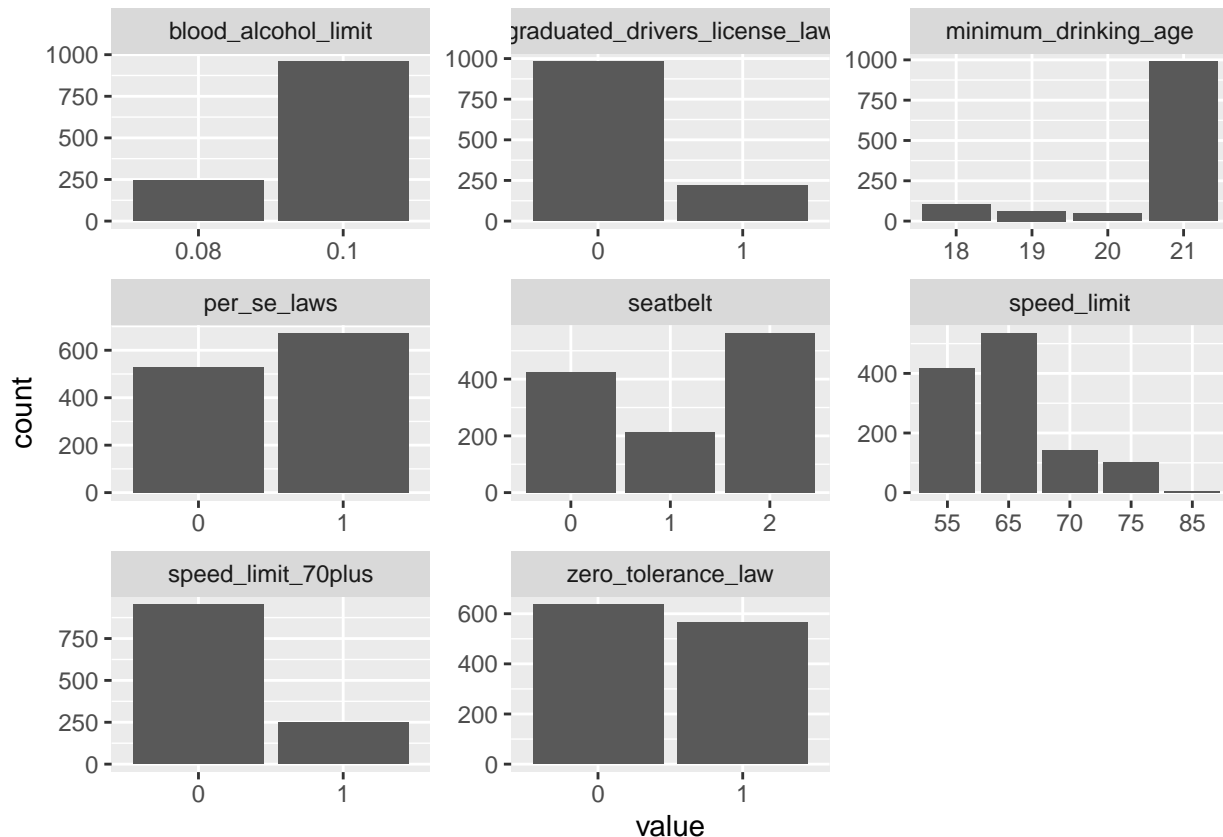 blood_alcohol_limit
1000
750
500
250
0
0.08 0.1
graduated_drivers_license_law
1000
750
500
250
0
0 1
minimum_drinking_age
1000
750
500
250
0
18 19 20 21
per_se_laws
600
400
200
0
0 1
seatbelt
400
200
0
0 1 2
speed_limit
400
200
0
55 65 70 75 85
speed_limit_70plus
750
500
250
0
0 1
zero_tolerance_law
600
400
200
0
0 1
count
value